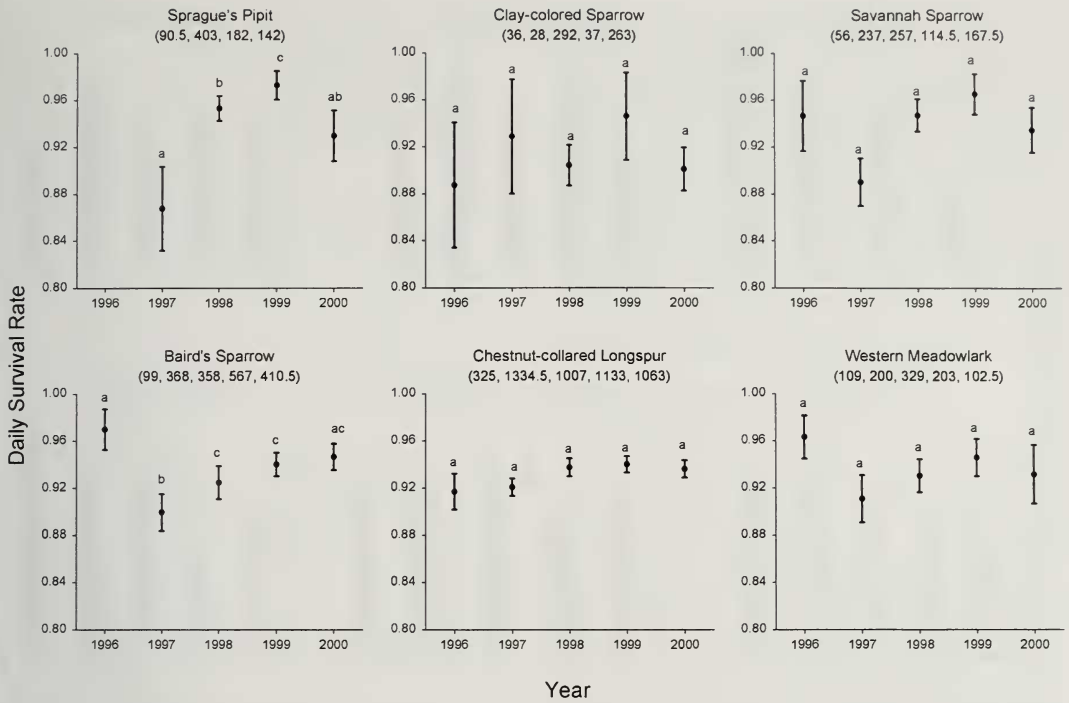 Sprague's Pipit
(90.5, 403, 182, 142)
1.00
0.96
0.92
0.88
0.84
0.80
a
b
c
ab
1996 1997 1998 1999 2000
Clay-colored Sparrow
(36, 28, 292, 37, 263)
1.00
0.96
0.92
0.88
0.84
0.80
a
a
a
a
a
1996 1997 1998 1999 2000
Savannah Sparrow
(56, 237, 257, 114.5, 167.5)
1.00
0.96
0.92
0.88
0.84
0.80
a
a
a
a
a
1996 1997 1998 1999 2000
Daily Survival Rate
Baird's Sparrow
(99, 368, 358, 567, 410.5)
1.00
0.96
0.92
0.88
0.84
0.80
a
b
c
c
ac
1996 1997 1998 1999 2000
Chestnut-collared Longspur
(325, 1334.5, 1007, 1133, 1063)
1.00
0.96
0.92
0.88
0.84
0.80
a
a
a
a
a
1996 1997 1998 1999 2000
Western Meadowlark
(109, 200, 329, 203, 102.5)
1.00
0.96
0.92
0.88
0.84
0.80
a
a
a
a
a
1996 1997 1998 1999 2000
Year